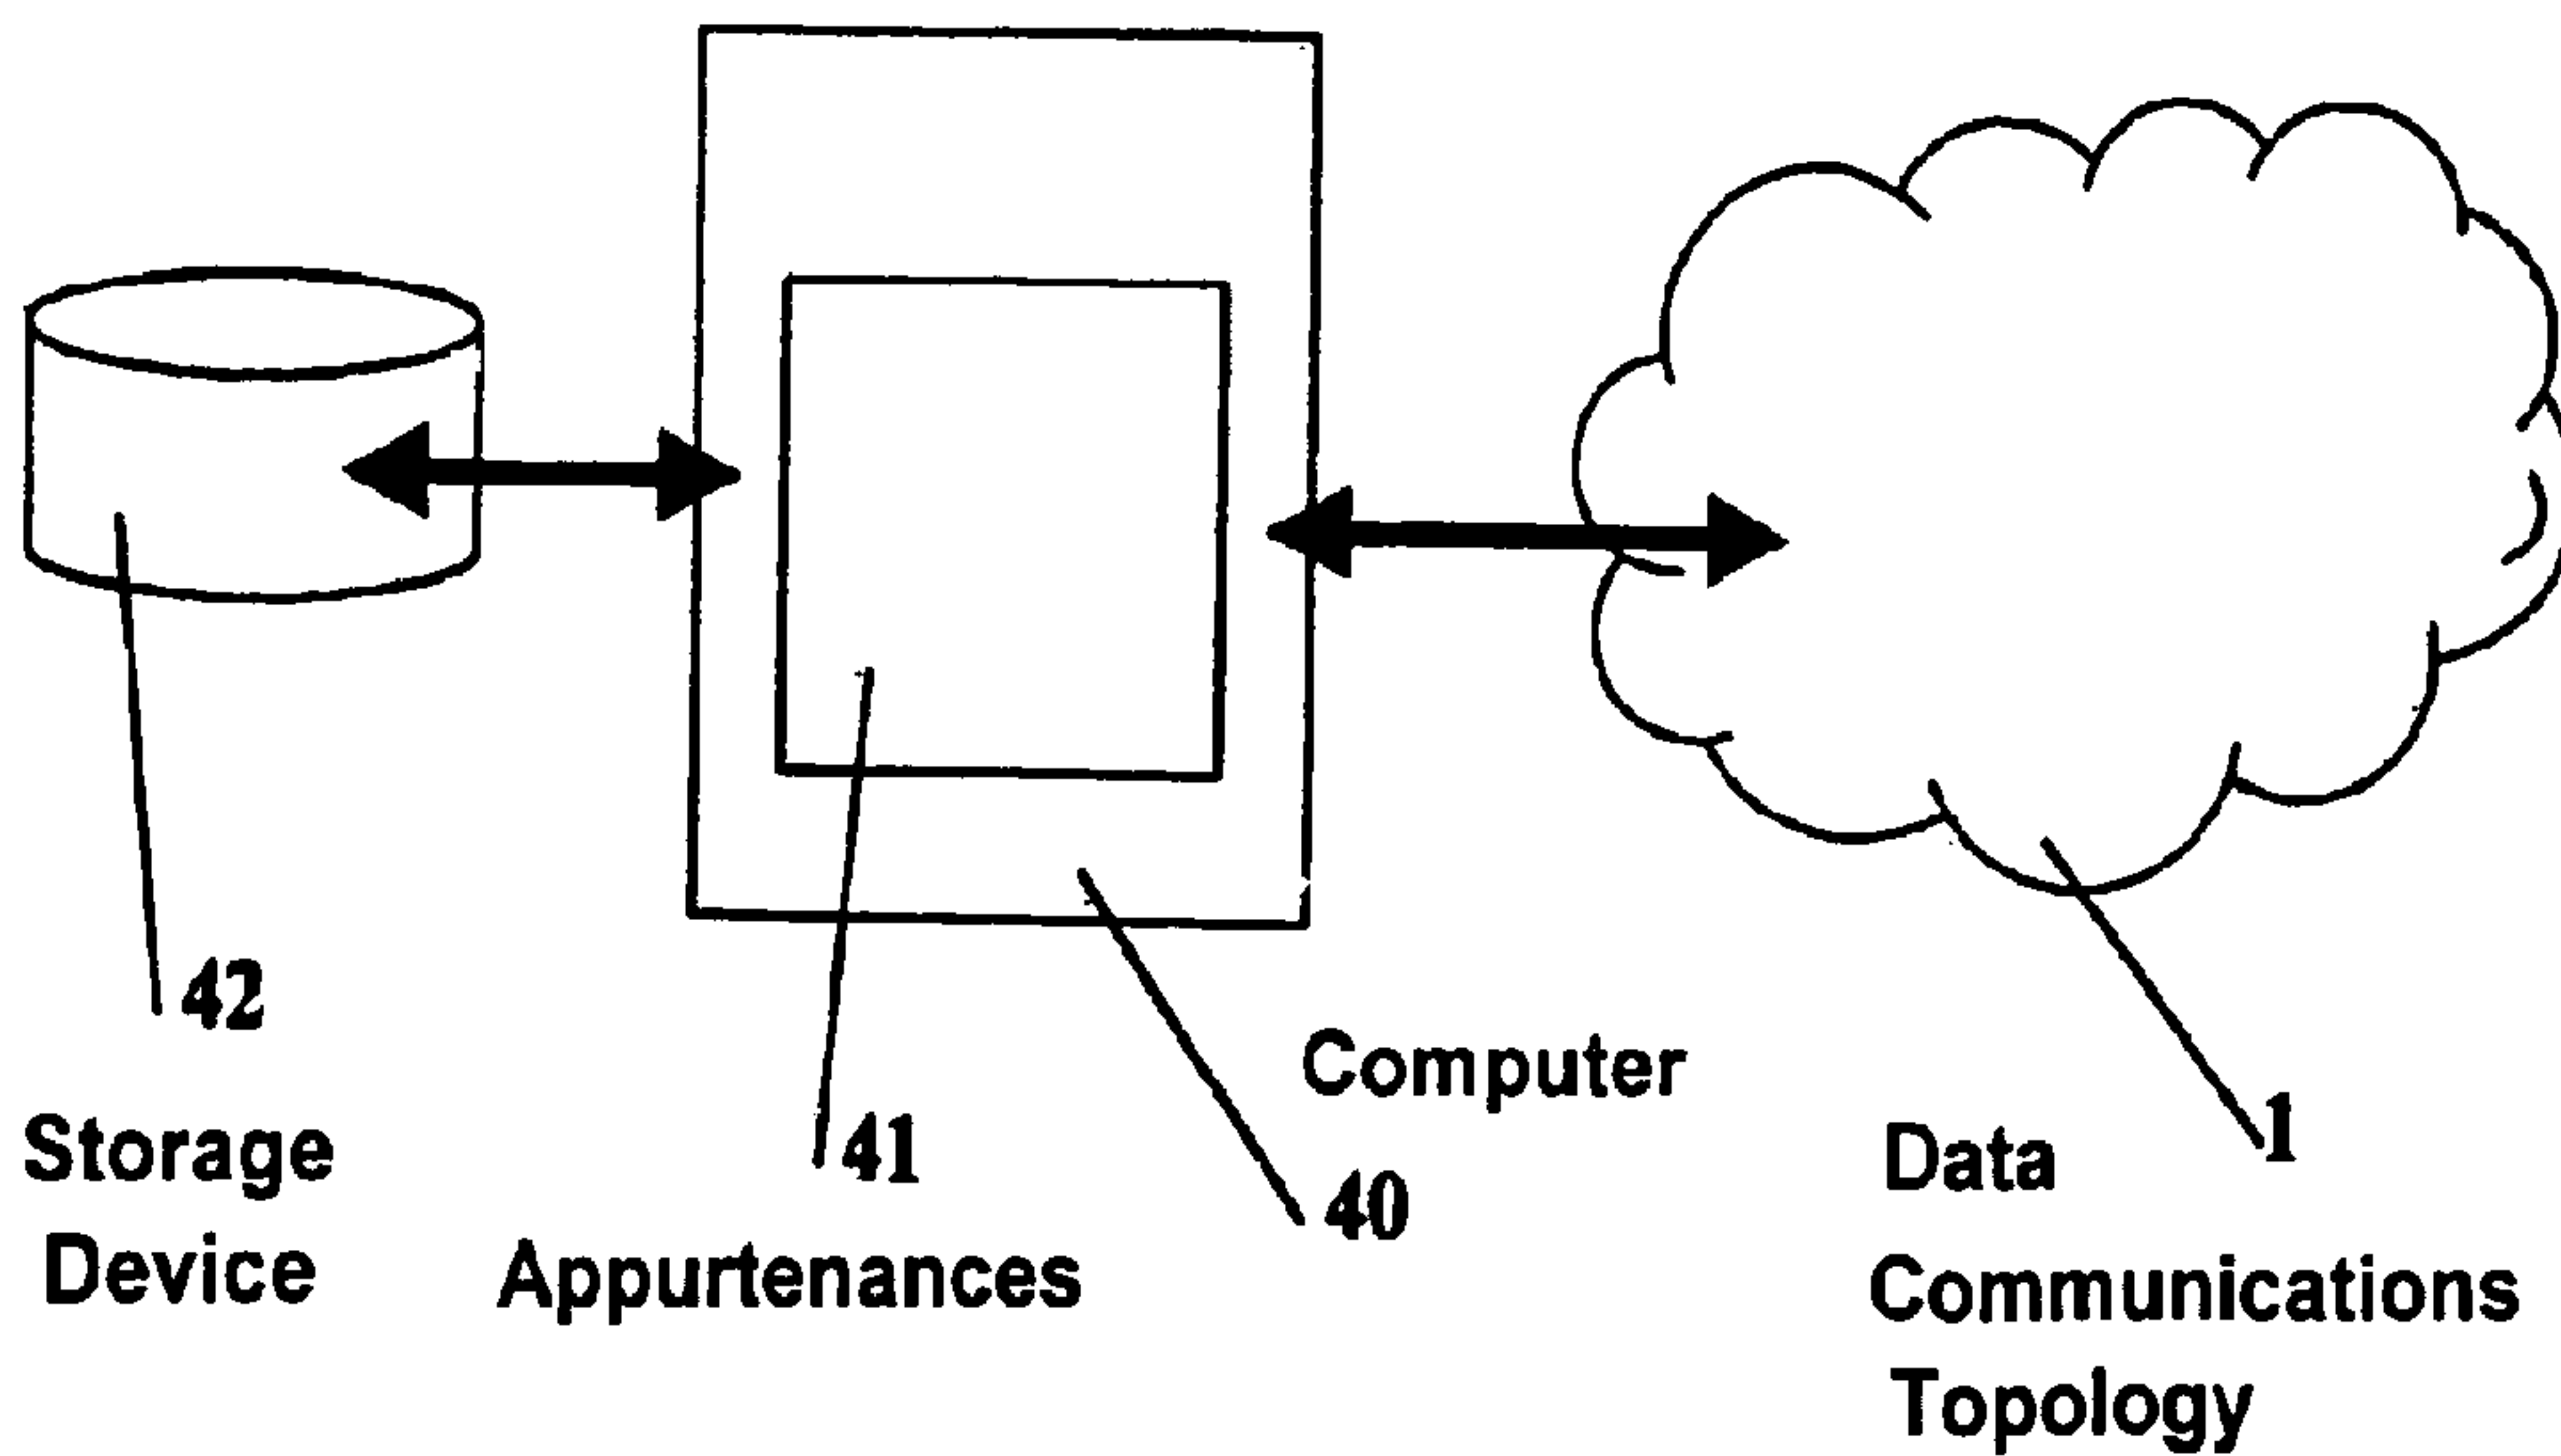 42
Storage
Device
41
Appurtenances
Computer
40
1
Data
Communications
Topology